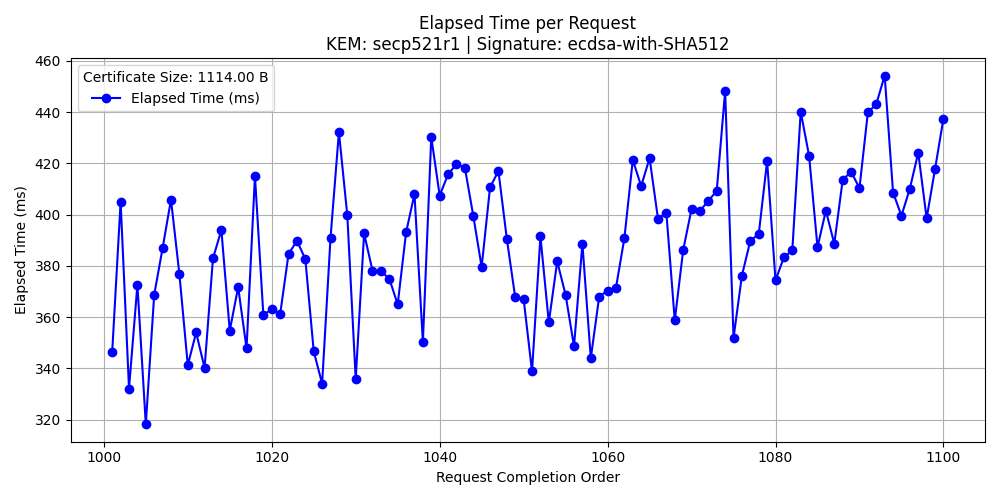 Elapsed Time per Request
KEM: secp521r1 | Signature: ecdsa-with-SHA512
Certificate Size: 1114.00 B
Elapsed Time (ms)
460
440
420
400
380
360
340
320
Elapsed Time (ms)
1000 1020 1040 1060 1080 1100
Request Completion Order